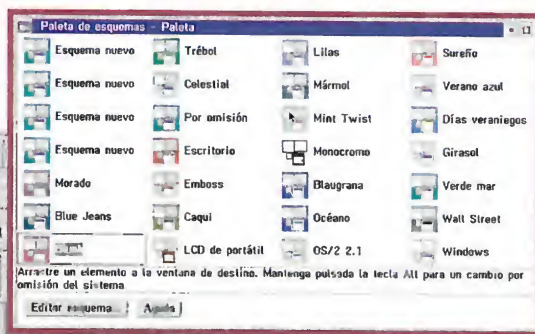 Paleta de esquemas - Paleta
Esquema nuevo Trébol Lilas Sureño
Esquema nuevo Celestial Mármol Verano azul
Esquema nuevo Por omisión Mint Twist Días veraniegos
Esquema nuevo Escritorio Monocromo Girasol
Morado Emboss Blaugrana Verde mar
Blue Jeans Caqui Océano Wall Street
LCD de portátil OS/2 2.1 Windows
Arrastre un elemento a la ventana de destino. Mantenga pulsada la tecla Alt para un cambio por
omisión del sistema
Editar esquema... Ayuda